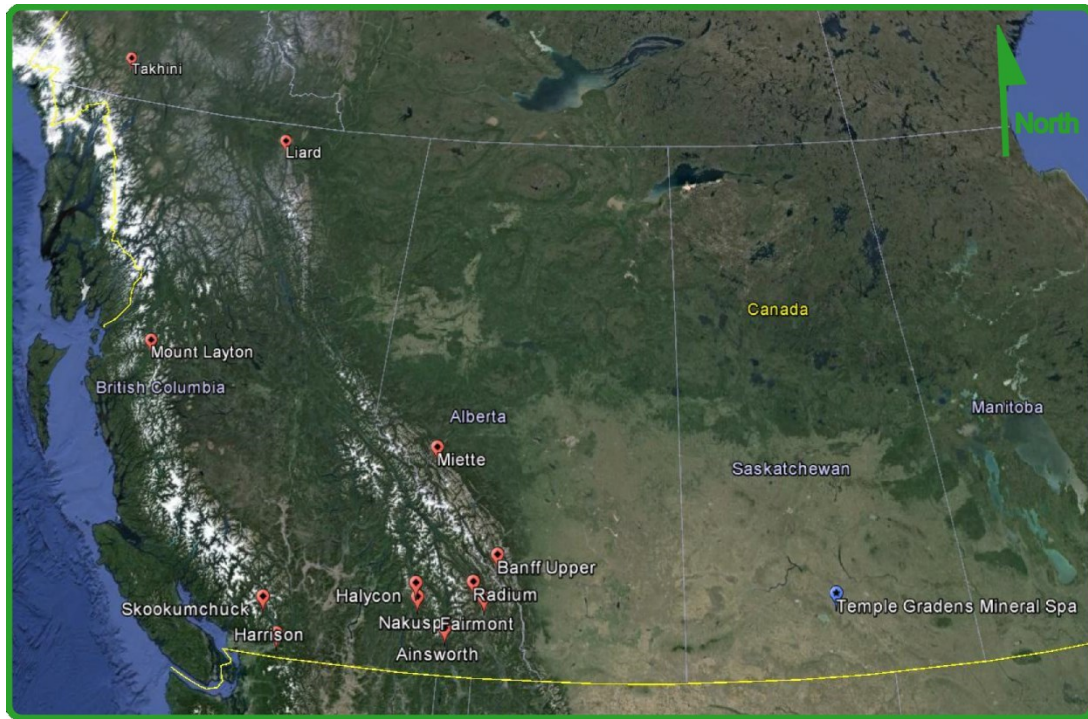 Takhini
North
Liard
Canada
Mount Layton
British Columbia
Manitoba
Alberta
Miette
Saskatchewan
Banff Upper
Halycon
Radium
Skookumchuck
Temple Gradens Mineral Spa
Nakusp
Fairmont
Harrison
Ainsworth